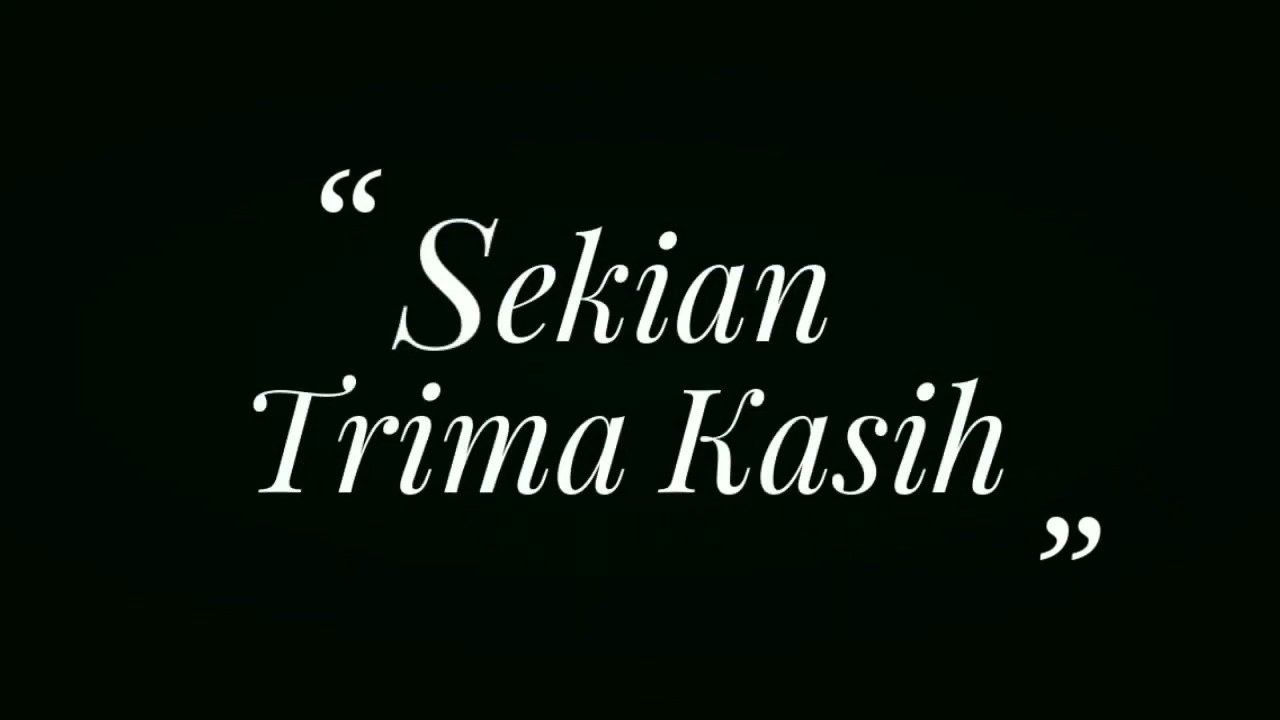 “ Sekian
Trima Kasih ”